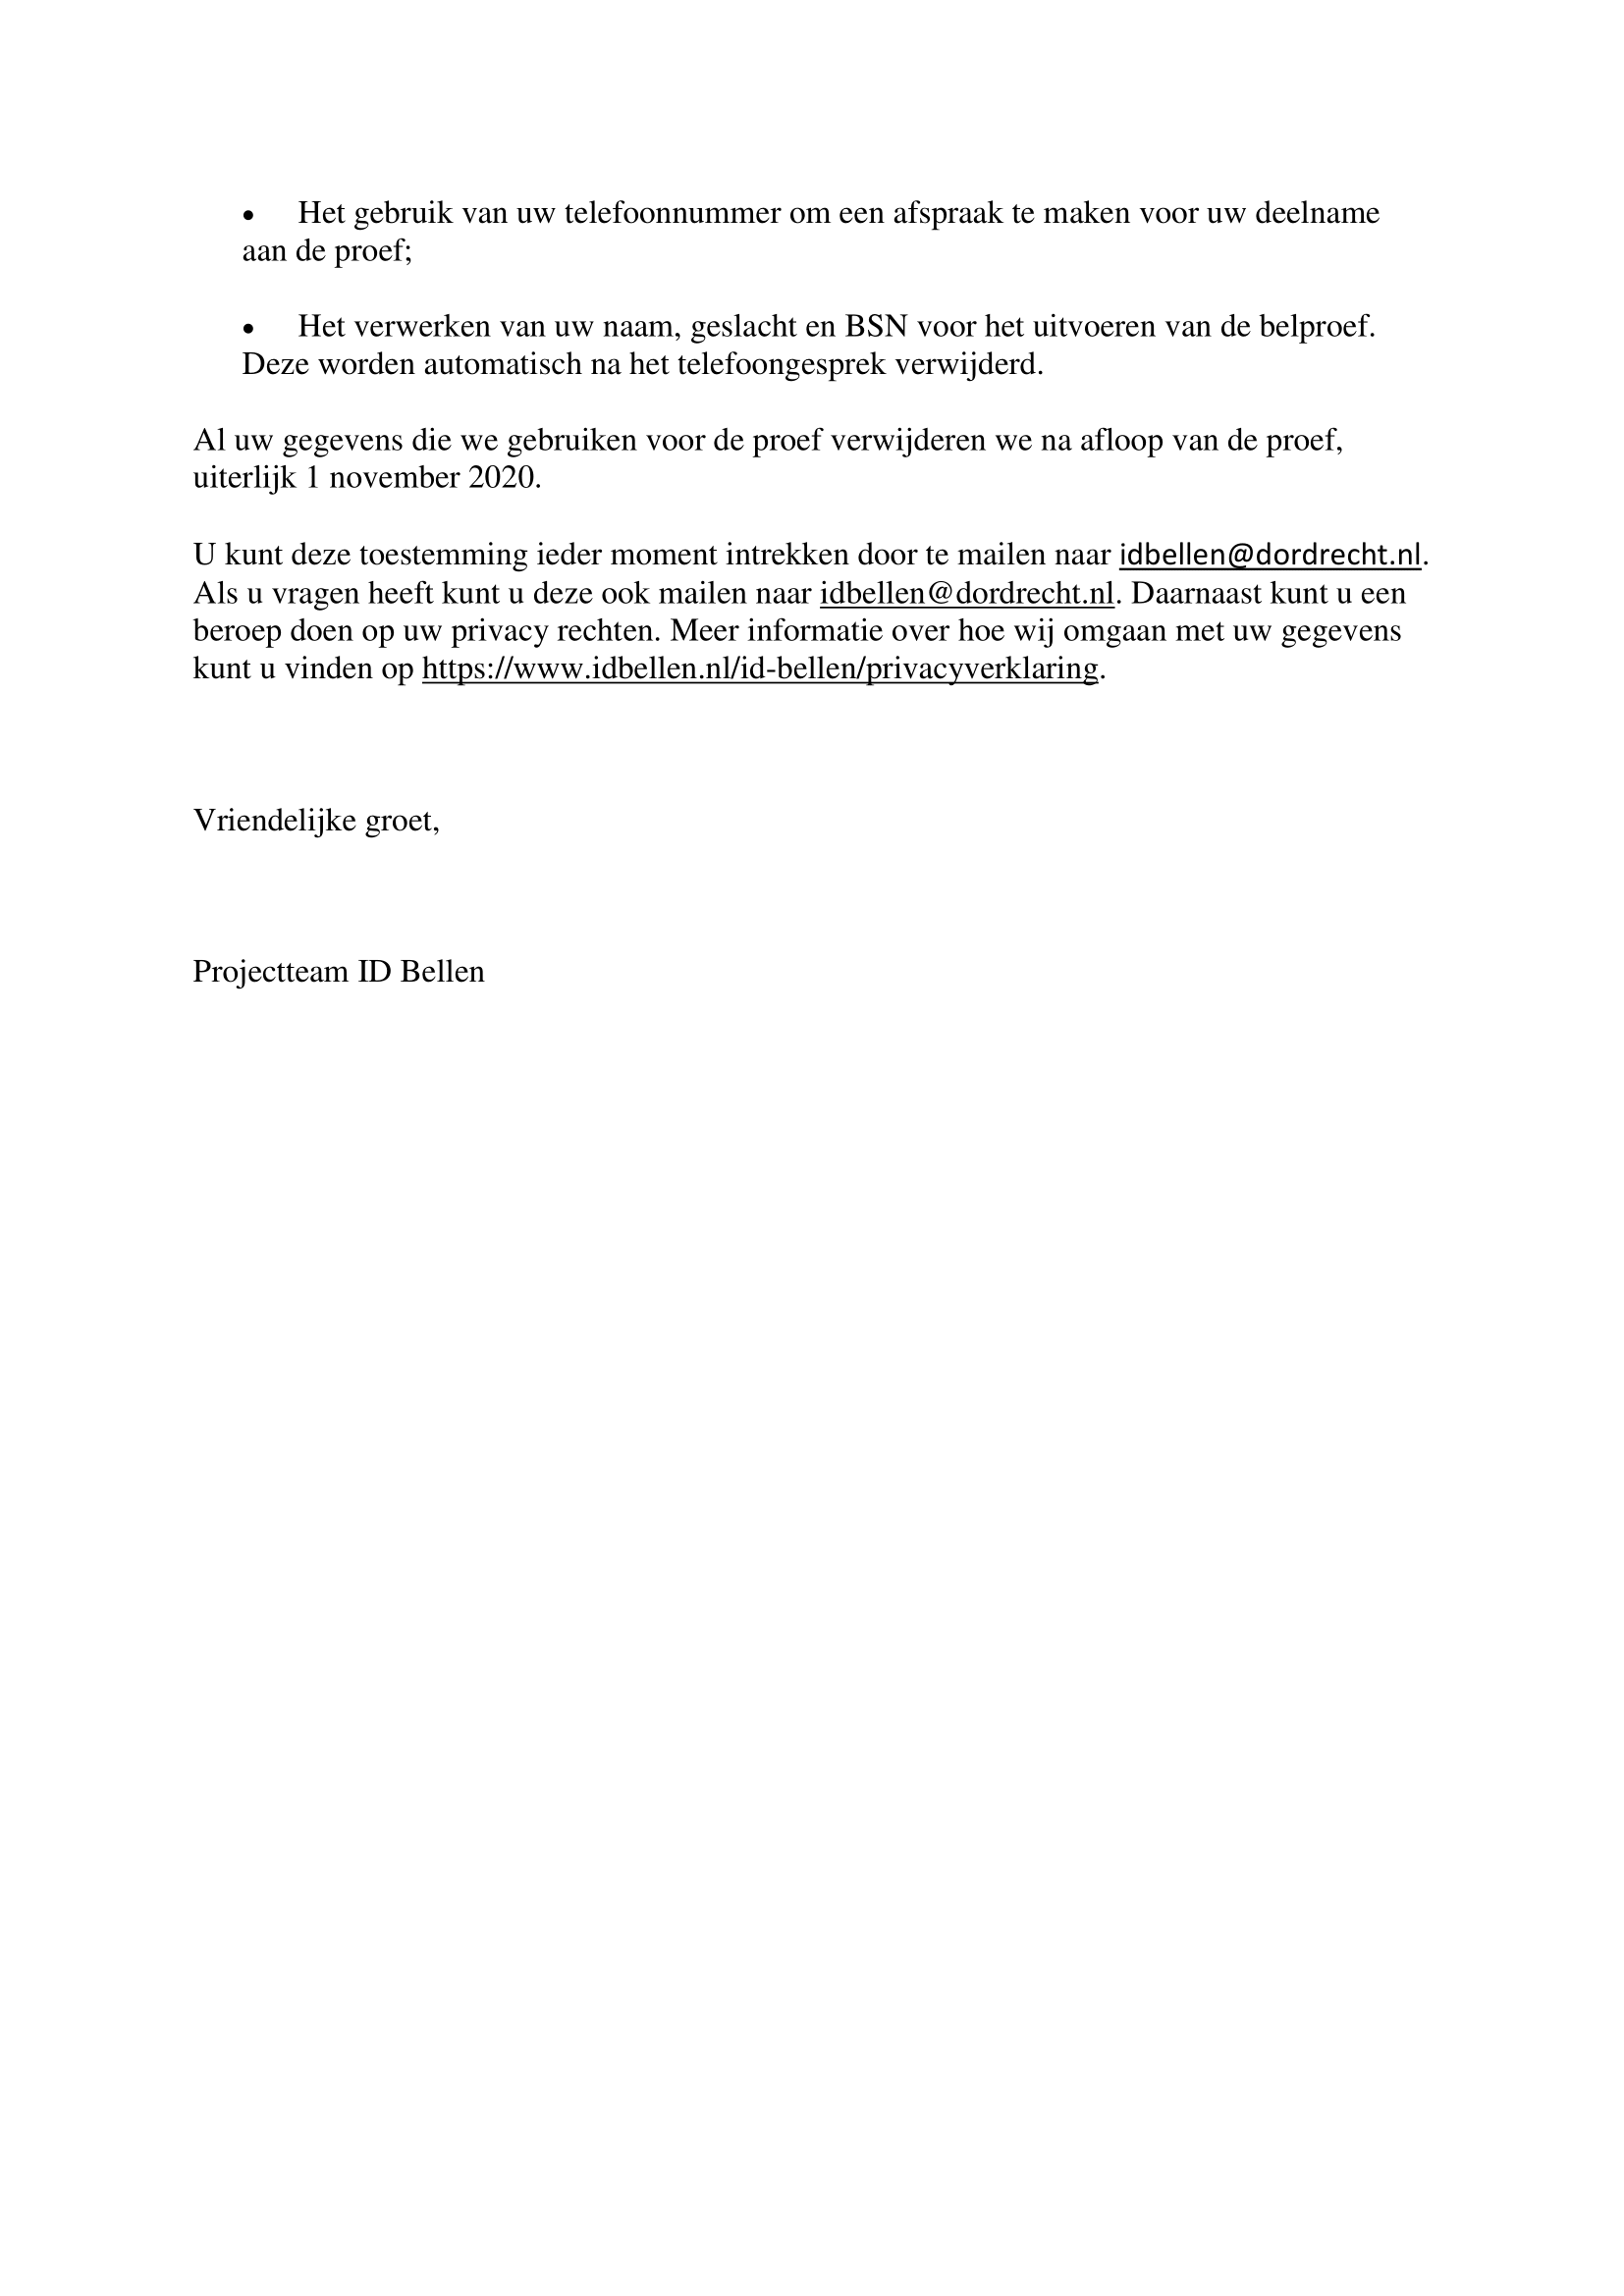 • Het gebruik van uw telefoonnummer om een afspraak te maken voor uw deelname
aan de proef;
• Het verwerken van uw naam, geslacht en BSN voor het uitvoeren van de belproef.
Deze worden automatisch na het telefoongesprek verwijderd.
Al uw gegevens die we gebruiken voor de proef verwijderen we na afloop van de proef,
uiterlijk 1 november 2020.
U kunt deze toestemming ieder moment intrekken door te mailen naar idbellen@dordrecht.nl.
Als u vragen heeft kunt u deze ook mailen naar idbellen@dordrecht.nl. Daarnaast kunt u een
beroep doen op uw privacy rechten. Meer informatie over hoe wij omgaan met uw gegevens
kunt u vinden op https://www.idbellen.nl/id-bellen/privacyverklaring.
Vriendelijke groet,
Projectteam ID Bellen